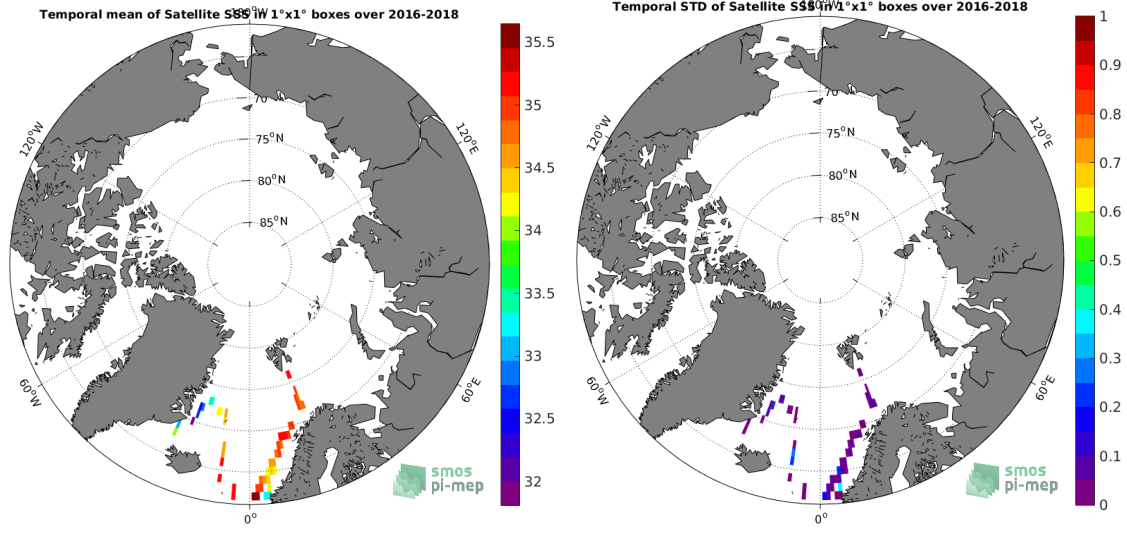 Temporal mean of Satellite SSS in 1°x1° boxes over 2016-2018
180°W
120°W
120°E
70
75°N
80°N
85°N
60°W
60°E
0°
35.5
35
34.5
34
33.5
33
32.5
32
smos
pi-mep
Temporal STD of Satellite SSS in 1°x1° boxes over 2016-2018
180°W
120°W
120°E
70
75°N
80°N
85°N
60°W
60°E
0°
1
0.9
0.8
0.7
0.6
0.5
0.4
0.3
0.2
0.1
0
smos
pi-mep